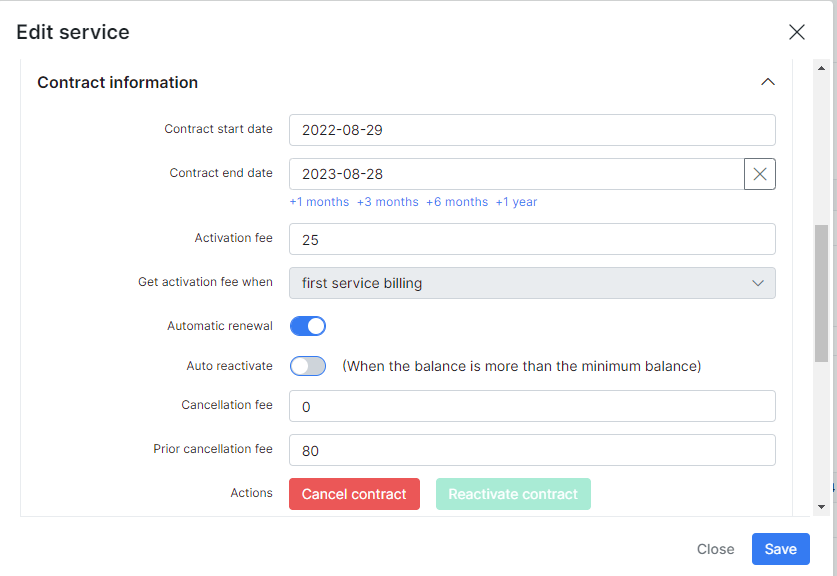 Edit service
Contract information
Contract start date 2022-08-29
Contract end date 2023-08-28
+1 months +3 months +6 months +1 year
Activation fee 25
Get activation fee when first service billing
Automatic renewal
Auto reactivate (When the balance is more than the minimum balance)
Cancellation fee 0
Prior cancellation fee 80
Actions Cancel contract Reactivate contract
Close Save